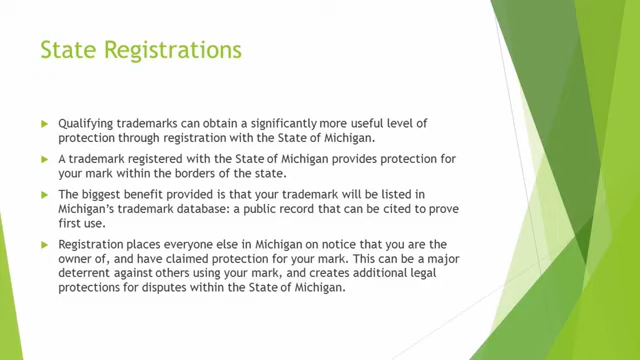 State Registrations
Qualifying trademarks can obtain a significantly more useful level of
protection through registration with the State of Michigan.
A trademark registered with the State of Michigan provides protection for
your mark within the borders of the state.
The biggest benefit provided is that your trademark will be listed in
Michigan's trademark database: a public record that can be cited to prove
first use.
Registration places everyone else in Michigan on notice that you are the
owner of, and have claimed protection for your mark. This can be a major
deterrent against others using your mark, and creates additional legal
protections for disputes within the State of Michigan.